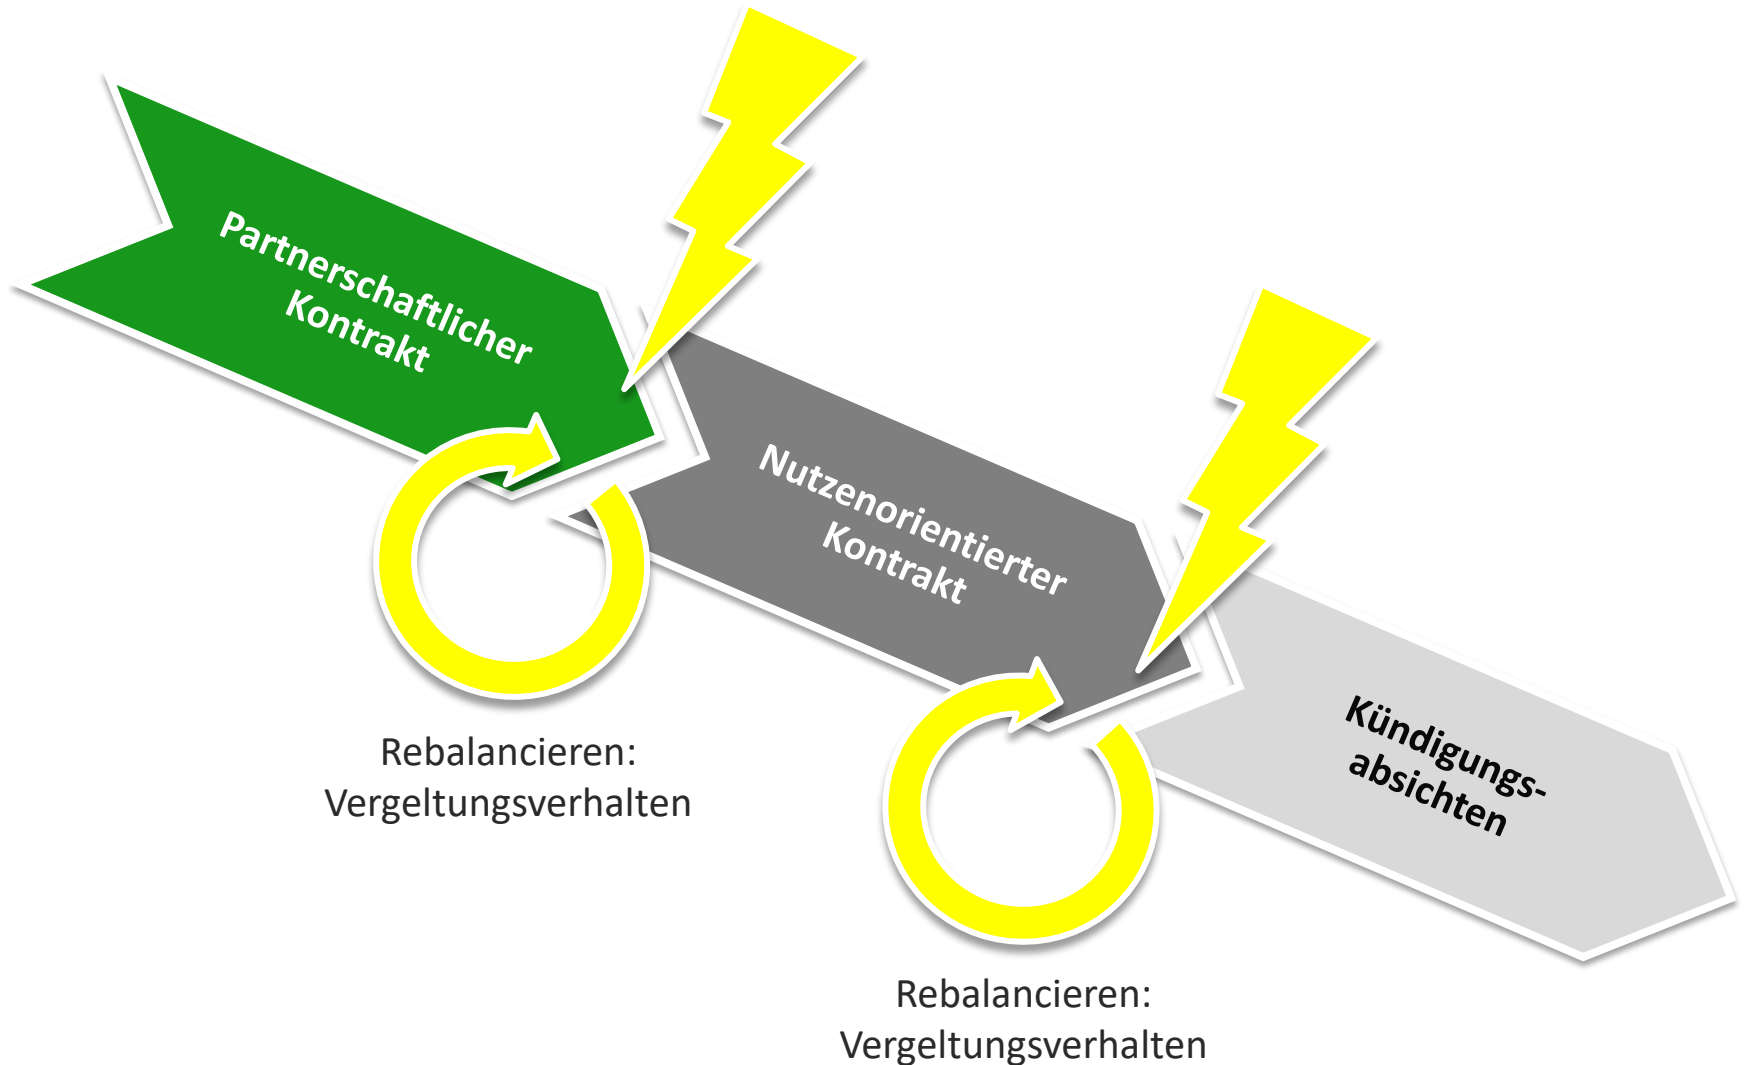 Partnerschaftlicher
Kontrakt
Nutzenorientierter
Kontrakt
Kündigungs-
absichten
Rebalancieren:
Vergeltungsverhalten
Rebalancieren:
Vergeltungsverhalten